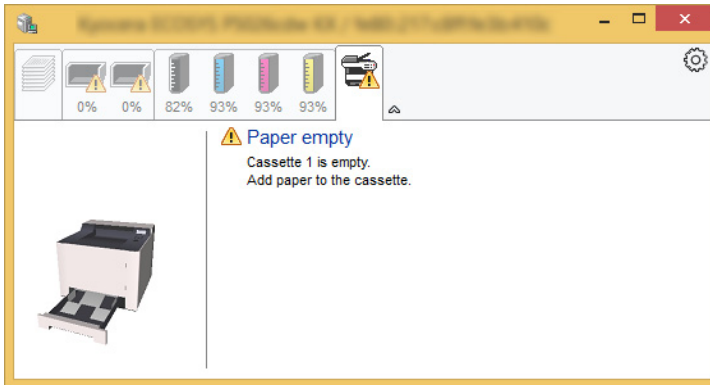 0% 0% 82% 93% 93% 93%
Paper empty
Cassette 1 is empty.
Add paper to the cassette.